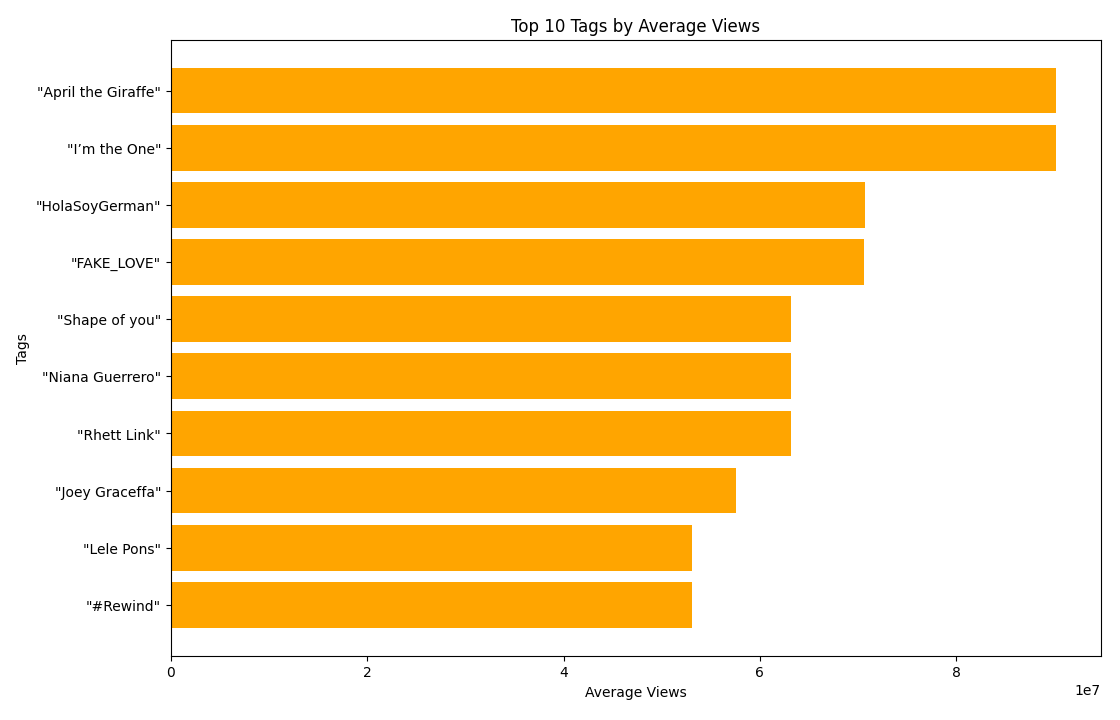 Top 10 Tags by Average Views
"April the Giraffe"
"I’m the One"
"HolaSoyGerman"
"FAKE_LOVE"
"Shape of you"
"Niana Guerrero"
"Rhett Link"
"Joey Graceffa"
"Lele Pons"
"#Rewind"
Tags
0 2 4 6 8
1e7
Average Views